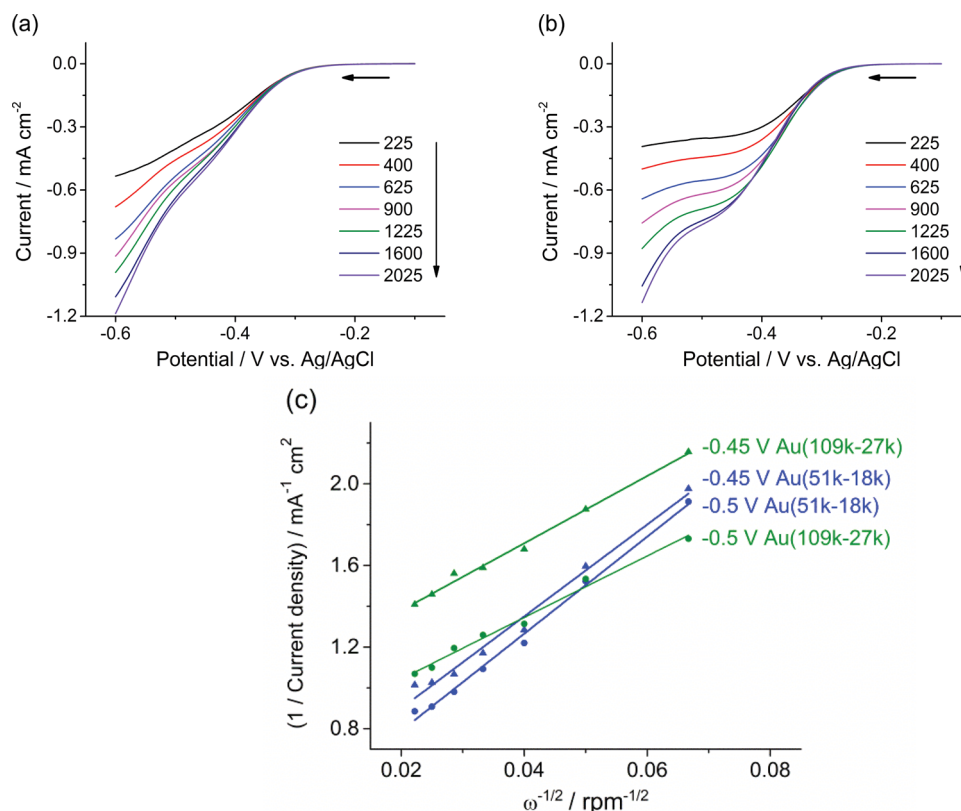 (a)
0.0
-0.3
-0.6
-0.9
-1.2
Current / mA cm⁻²
225
400
625
900
1225
1600
2025
-0.6 -0.4 -0.2
Potential / V vs. Ag/AgCl
(b)
0.0
-0.3
-0.6
-0.9
-1.2
Current / mA cm⁻²
225
400
625
900
1225
1600
2025
-0.6 -0.4 -0.2
Potential / V vs. Ag/AgCl
(c)
2.0
1.6
1.2
0.8
(1 / Current density) / mA⁻¹ cm²
-0.45 V Au(109k-27k)
-0.45 V Au(51k-18k)
-0.5 V Au(51k-18k)
-0.5 V Au(109k-27k)
0.02 0.04 0.06 0.08
ω⁻¹/² / rpm⁻¹/²